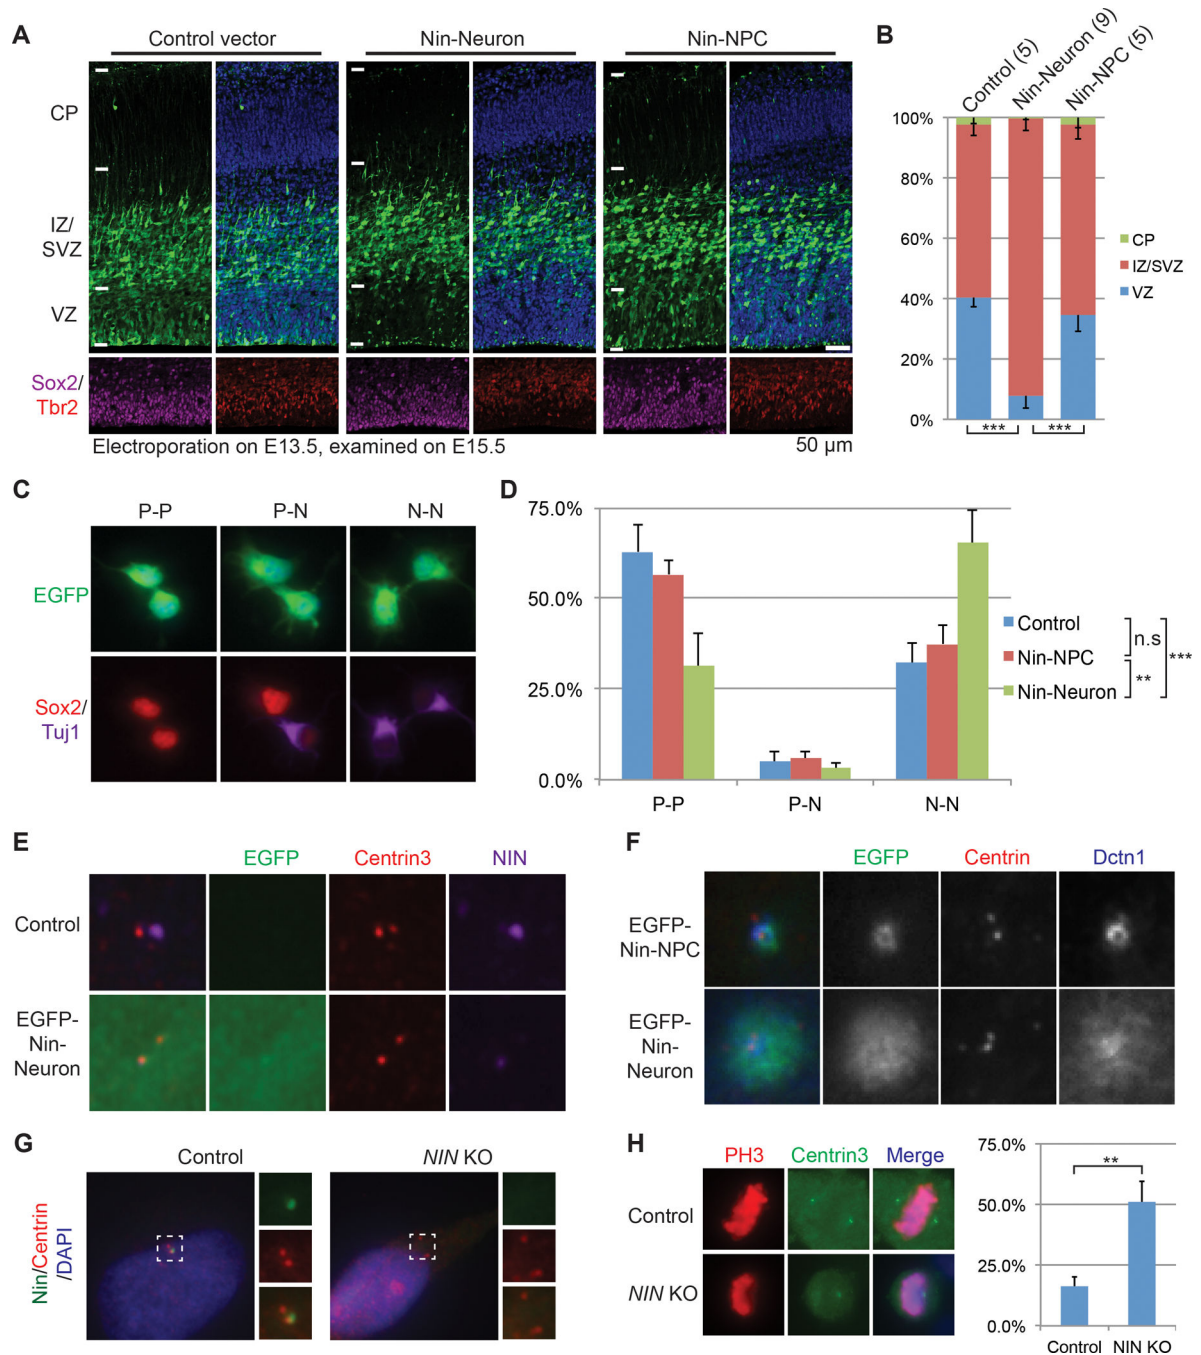 A
Control vector
Nin-Neuron
Nin-NPC
CP
IZ/
SVZ
VZ
Sox2/
Tbr2
Electroporation on E13.5, examined on E15.5
50 µm
B
Control (5)
Nin-Neuron (9)
Nin-NPC (5)
100%
80%
60%
40%
20%
0%
CP
IZ/SVZ
VZ
***
***
C
P-P
P-N
N-N
EGFP
Sox2/
Tuj1
D
75.0%
50.0%
25.0%
0.0%
P-P
P-N
N-N
Control
Nin-NPC
Nin-Neuron
n.s
**
***
E
EGFP
Centrin3
NIN
Control
EGFP-
Nin-
Neuron
F
EGFP
Centrin
Dctn1
EGFP-
Nin-NPC
EGFP-
Nin-
Neuron
G
Control
NIN KO
Nin/Centrin
/DAPI
H
PH3
Centrin3
Merge
Control
NIN KO
75.0%
50.0%
25.0%
0.0%
**
Control
NIN KO